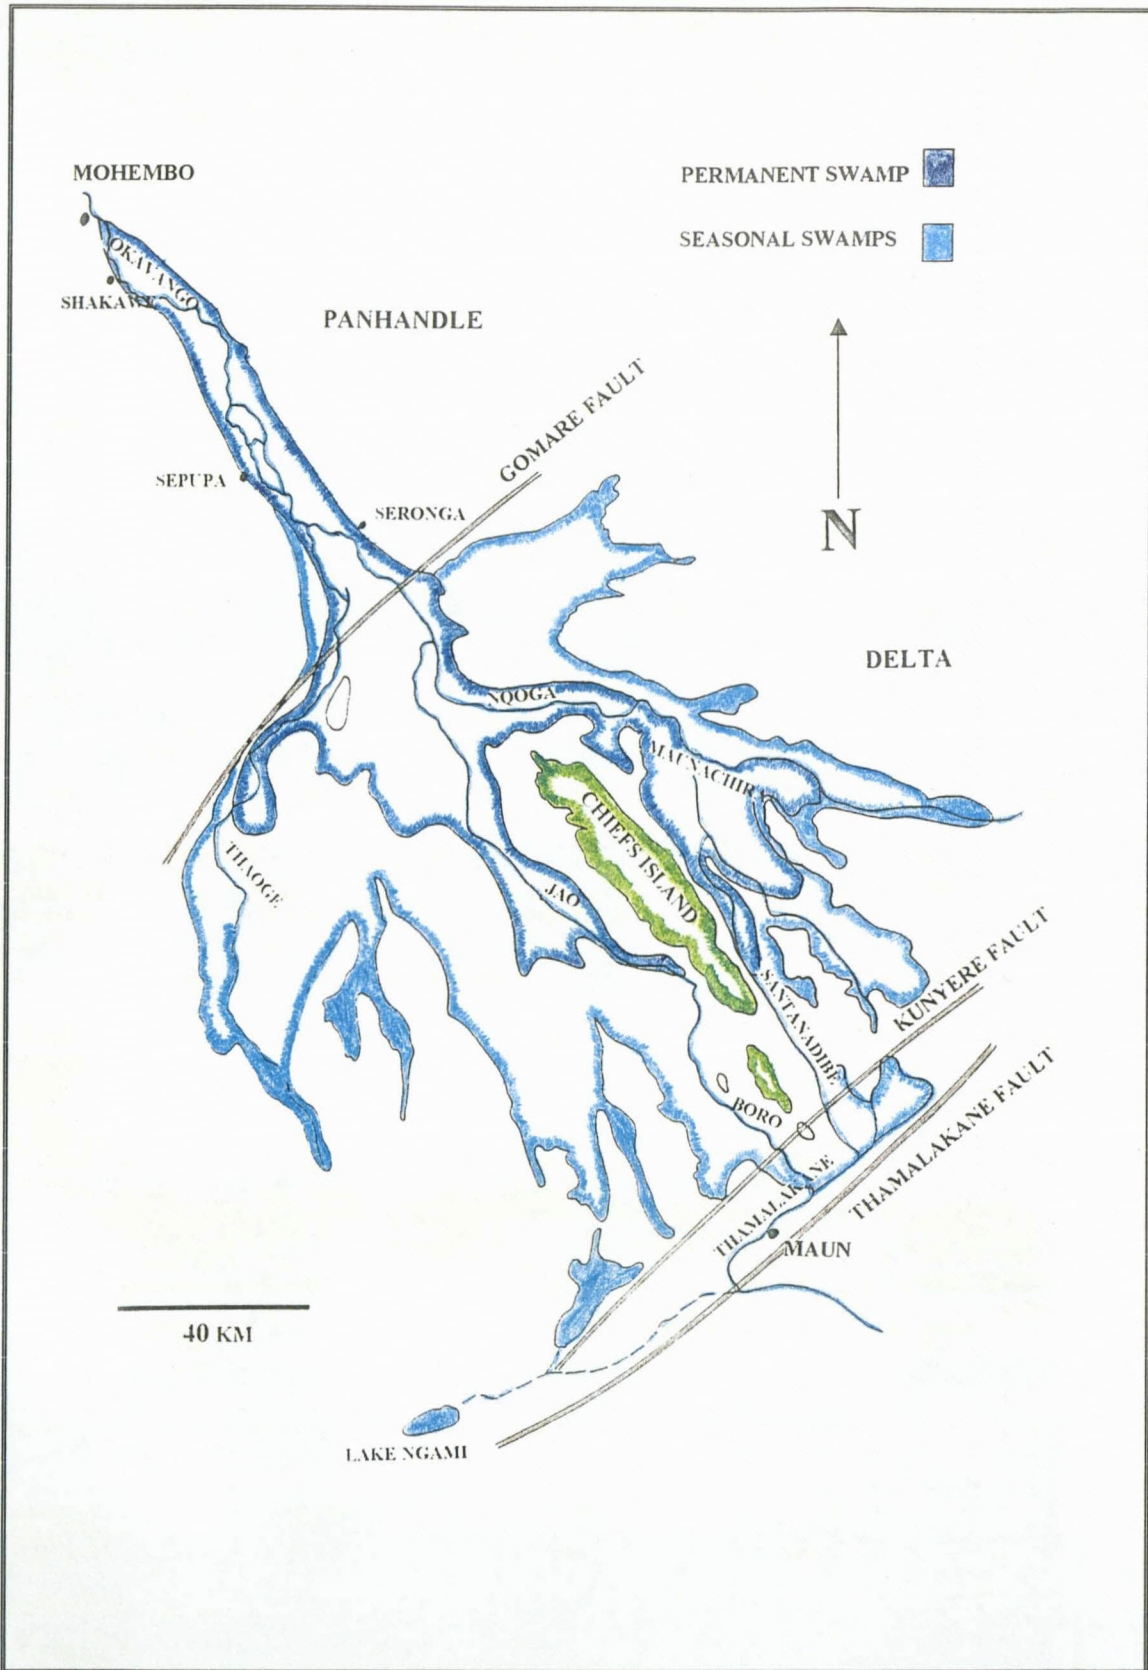 MOHEMBO
PERMANENT SWAMP
SEASONAL SWAMPS
OKAVANGO
SHAKAWE
PANHANDLE
GOMARE FAULT
SEPUPA
SERONGA
N
DELTA
NQOGA
MAUNACHIRA
CHIEFS ISLAND
THAOGE
JAO
SANTANADIBE
KUNYERE FAULT
BORO
THAMALAKANE
THAMALAKANE FAULT
MAUN
40 KM
LAKE NGAMI